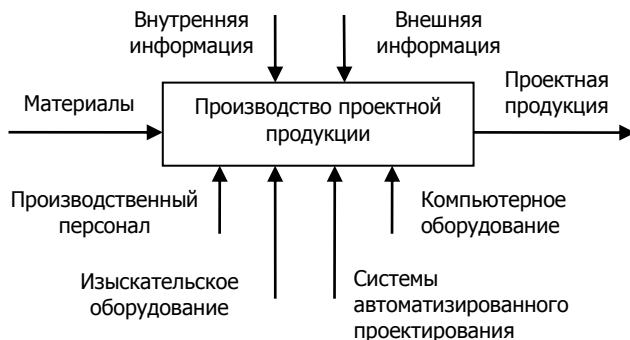 Внутренняя
информация
Внешняя
информация
Материалы
Производство проектной
продукции
Проектная
продукция
Производственный
персонал
Изыскательское
оборудование
Системы
автоматизированного
проектирования
Компьютерное
оборудование